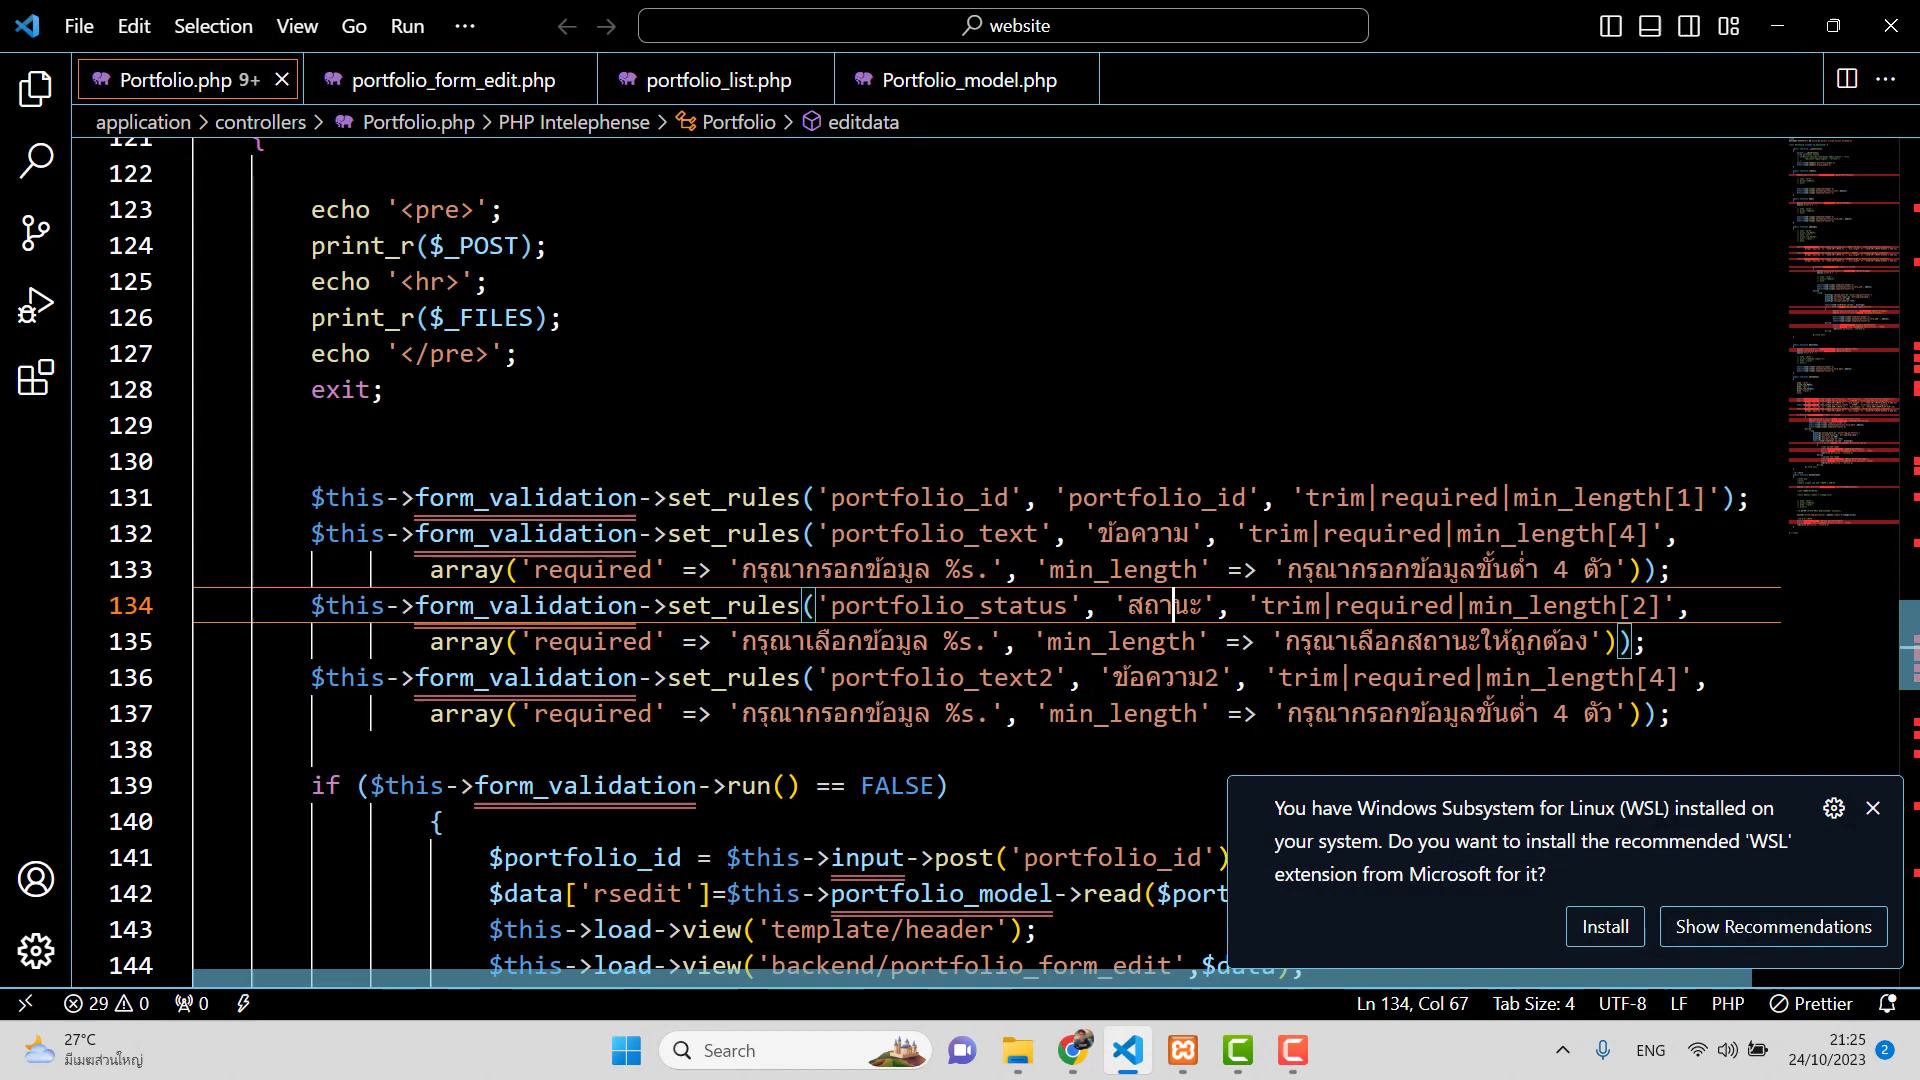 File Edit Selection View Go Run ··· website
Portfolio.php 9+ portfolio_form_edit.php portfolio_list.php Portfolio_model.php
application > controllers > Portfolio.php > PHP Intelephense > Portfolio > editdata
121 {
122
123 echo '<pre>';
124 print_r($_POST);
125 echo '<hr>';
126 print_r($_FILES);
127 echo '</pre>';
128 exit;
129
130
131 $this->form_validation->set_rules('portfolio_id', 'portfolio_id', 'trim|required|min_length[1]');
132 $this->form_validation->set_rules('portfolio_text', 'ข้อความ', 'trim|required|min_length[4]',
133 array('required' => 'กรุณากรอกข้อมูล %s.', 'min_length' => 'กรุณากรอกข้อมูลขั้นต่ำ 4 ตัว'));
134 $this->form_validation->set_rules('portfolio_status', 'สถานะ', 'trim|required|min_length[2]',
135 array('required' => 'กรุณาเลือกข้อมูล %s.', 'min_length' => 'กรุณาเลือกสถานะให้ถูกต้อง'));
136 $this->form_validation->set_rules('portfolio_text2', 'ข้อความ2', 'trim|required|min_length[4]',
137 array('required' => 'กรุณากรอกข้อมูล %s.', 'min_length' => 'กรุณากรอกข้อมูลขั้นต่ำ 4 ตัว'));
138
139 if ($this->form_validation->run() == FALSE)
140 {
141 $portfolio_id = $this->input->post('portfolio_id')
142 $data['rsedit']=$this->portfolio_model->read($port
143 $this->load->view('template/header');
144 $this->load->view('backend/portfolio_form_edit',$data);
You have Windows Subsystem for Linux (WSL) installed on
your system. Do you want to install the recommended 'WSL'
extension from Microsoft for it?
Install Show Recommendations
29 0 0 Ln 134, Col 67 Tab Size: 4 UTF-8 LF PHP Prettier
27°C
มีเมฆส่วนใหญ่
Search
ENG
21:25
24/10/2023 2